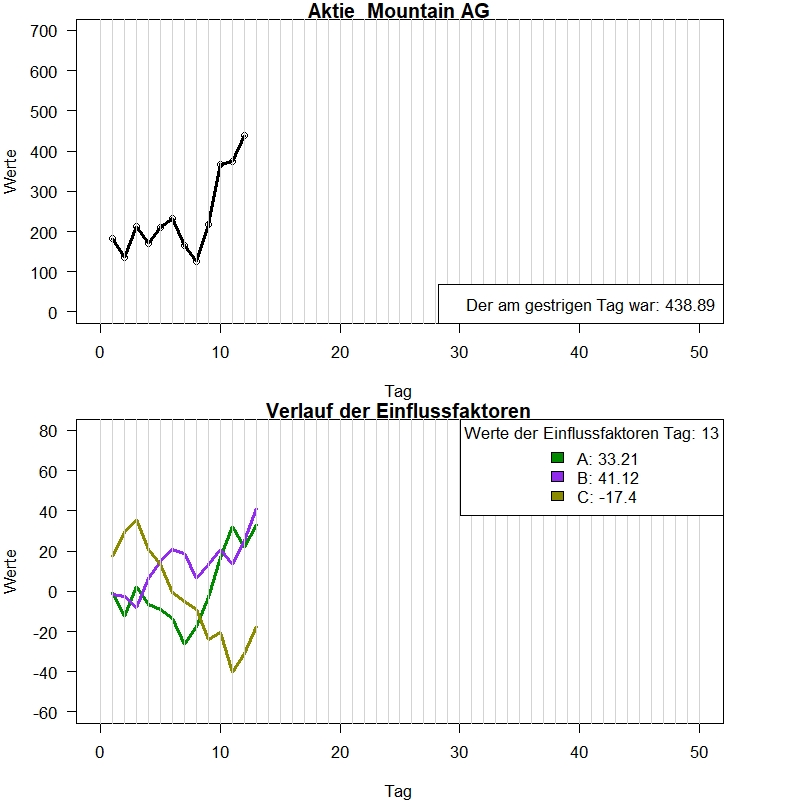 Aktie  Mountain AG
700
600
500
400
300
200
100
0
Werte
Der am gestrigen Tag war: 438.89
0 10 20 30 40 50
Tag
Verlauf der Einflussfaktoren
80
60
40
20
0
-20
-40
-60
Werte
Werte der Einflussfaktoren Tag: 13
A: 33.21
B: 41.12
C: -17.4
0 10 20 30 40 50
Tag